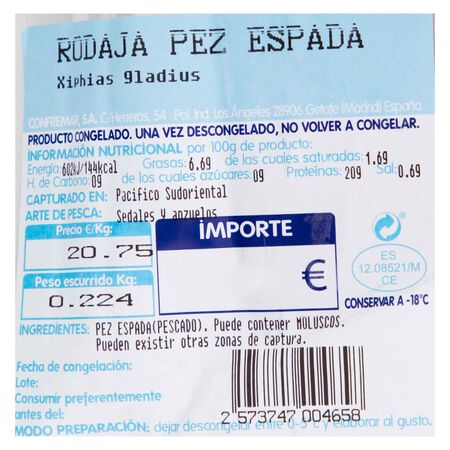 RODAJA PEZ ESPADA
Xiphias gladius
CONFREMAR, S.A. C/Herreros, 54 - Pol. Ind. Los Angeles 28906 Getafe (Madrid) España
PRODUCTO CONGELADO. UNA VEZ DESCONGELADO, NO VOLVER A CONGELAR.
INFORMACIÓN NUTRICIONAL por 100g de producto:
Energía: 602kJ/144kcal Grasas: 6.6g de las cuales saturadas: 1.6g
H. de Carbono: 0g de los cuales azúcares: 0g Proteínas: 20g Sal: 0.6g
CAPTURADO EN: Pacifico Sudoriental
ARTE DE PESCA: Sedales y anzuelos
Precio €/Kg:
20.75
Peso escurrido Kg:
0.224
IMPORTE
€
ES
12.08521/M
CE
CONSERVAR A -18°C
INGREDIENTES: PEZ ESPADA(PESCADO). Puede contener MOLUSCOS.
Pueden existir otras zonas de captura.
Fecha de congelación:
Lote:
Consumir preferentemente
antes del:
2 573747 004658
MODO PREPARACIÓN: dejar descongelar entre 0-5°C y elaborar al gusto.